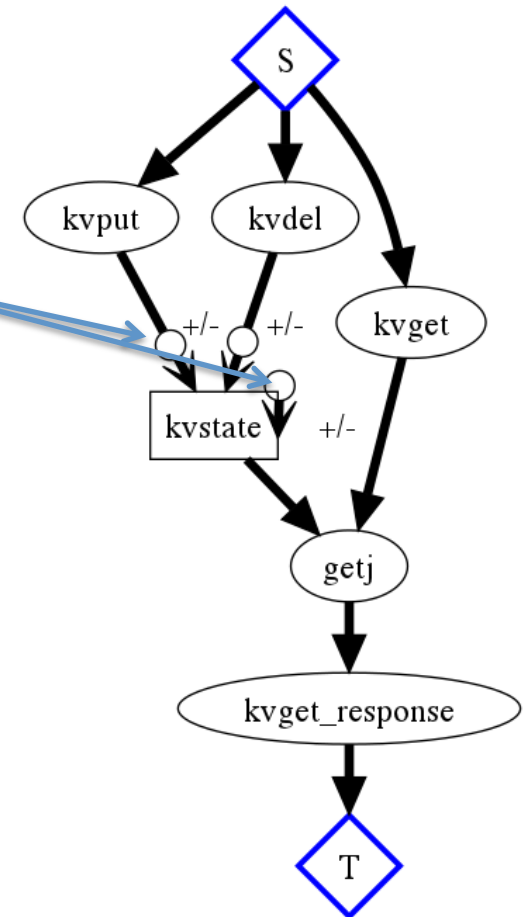 S
kvput
kvdel
+/-
+/-
kvget
kvstate
+/-
getj
kvget_response
T